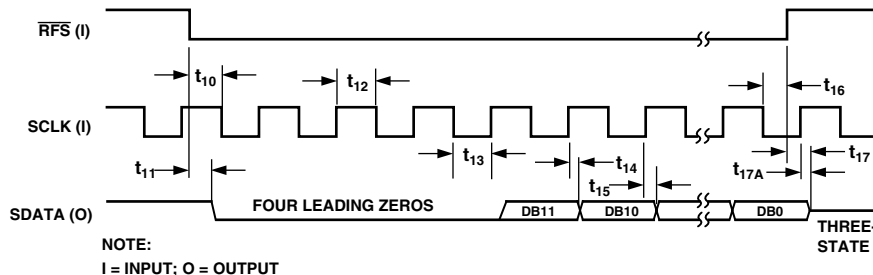 RFS (I)
t10
t12
t16
SCLK (I)
t11
t13
t14
t15
t17
t17A
SDATA (O)
FOUR LEADING ZEROS
DB11
DB10
DB0
THREE-
STATE
NOTE:
I = INPUT; O = OUTPUT